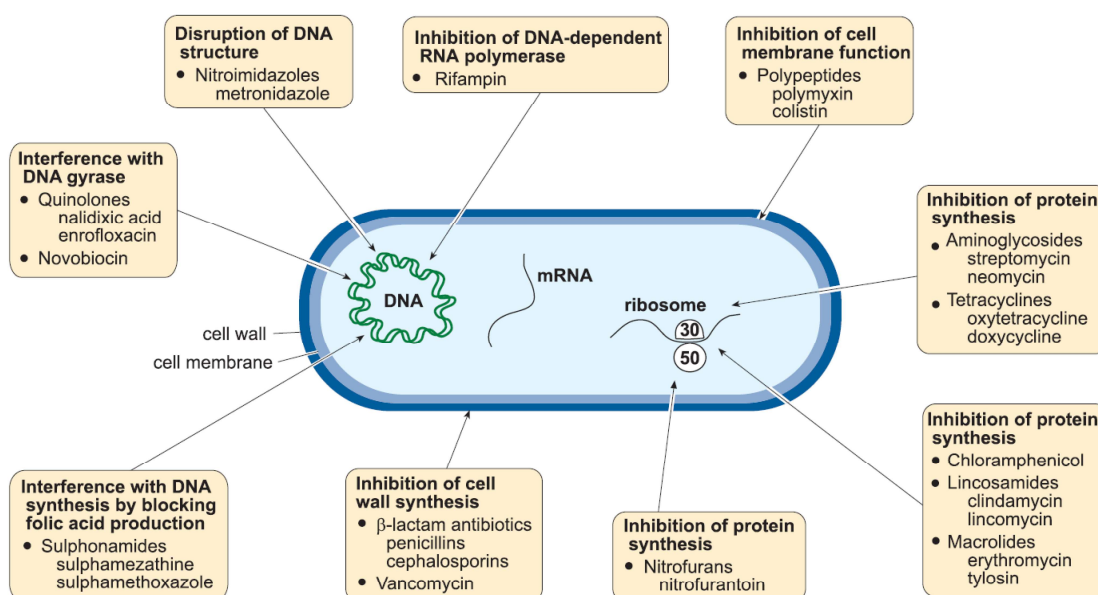 Disruption of DNA
structure
• Nitroimidazoles
metronidazole
Inhibition of DNA-dependent
RNA polymerase
• Rifampin
Inhibition of cell
membrane function
• Polypeptides
polymyxin
colistin
Interference with
DNA gyrase
• Quinolones
nalidixic acid
enrofloxacin
• Novobiocin
Inhibition of protein
synthesis
• Aminoglycosides
streptomycin
neomycin
• Tetracyclines
oxytetracycline
doxycycline
DNA
mRNA
ribosome
30
50
cell wall
cell membrane
Interference with DNA
synthesis by blocking
folic acid production
• Sulphonamides
sulphamezathine
sulphamethoxazole
Inhibition of cell
wall synthesis
• β-lactam antibiotics
penicillins
cephalosporins
• Vancomycin
Inhibition of protein
synthesis
• Nitrofurans
nitrofurantoin
Inhibition of protein
synthesis
• Chloramphenicol
• Lincosamides
clindamycin
lincomycin
• Macrolides
erythromycin
tylosin